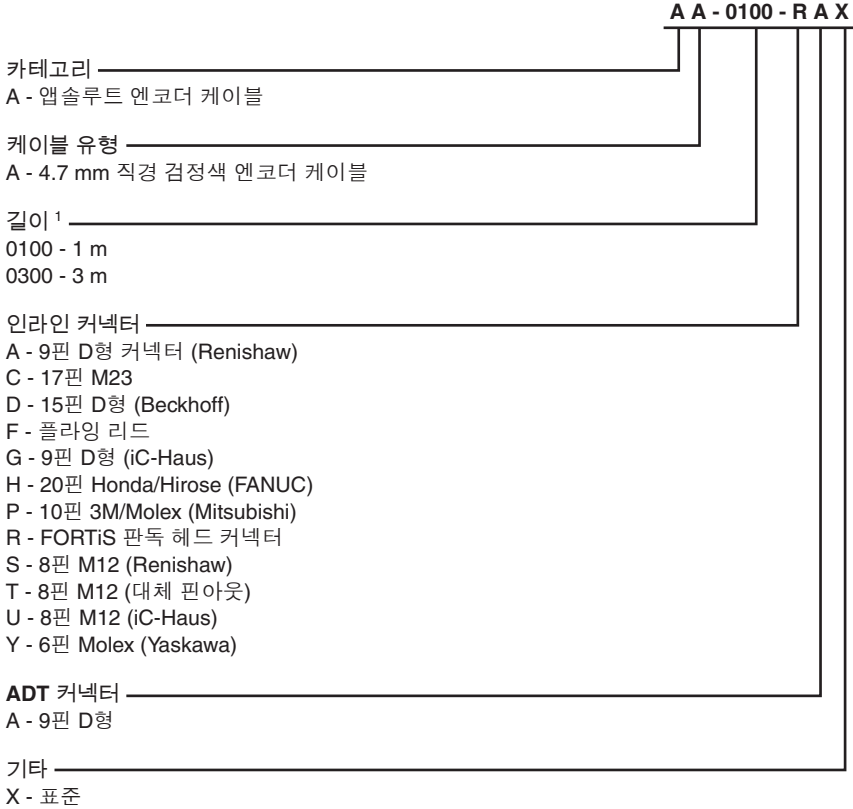 A A - 0100 - R A X
카테고리
A - 앱솔루트 엔코더 케이블
케이블 유형
A - 4.7 mm 직경 검정색 엔코더 케이블
길이 ¹
0100 - 1 m
0300 - 3 m
인라인 커넥터
A - 9핀 D형 커넥터 (Renishaw)
C - 17핀 M23
D - 15핀 D형 (Beckhoff)
F - 플라잉 리드
G - 9핀 D형 (iC-Haus)
H - 20핀 Honda/Hirose (FANUC)
P - 10핀 3M/Molex (Mitsubishi)
R - FORTiS 판독 헤드 커넥터
S - 8핀 M12 (Renishaw)
T - 8핀 M12 (대체 핀아웃)
U - 8핀 M12 (iC-Haus)
Y - 6핀 Molex (Yaskawa)
ADT 커넥터
A - 9핀 D형
기타
X - 표준